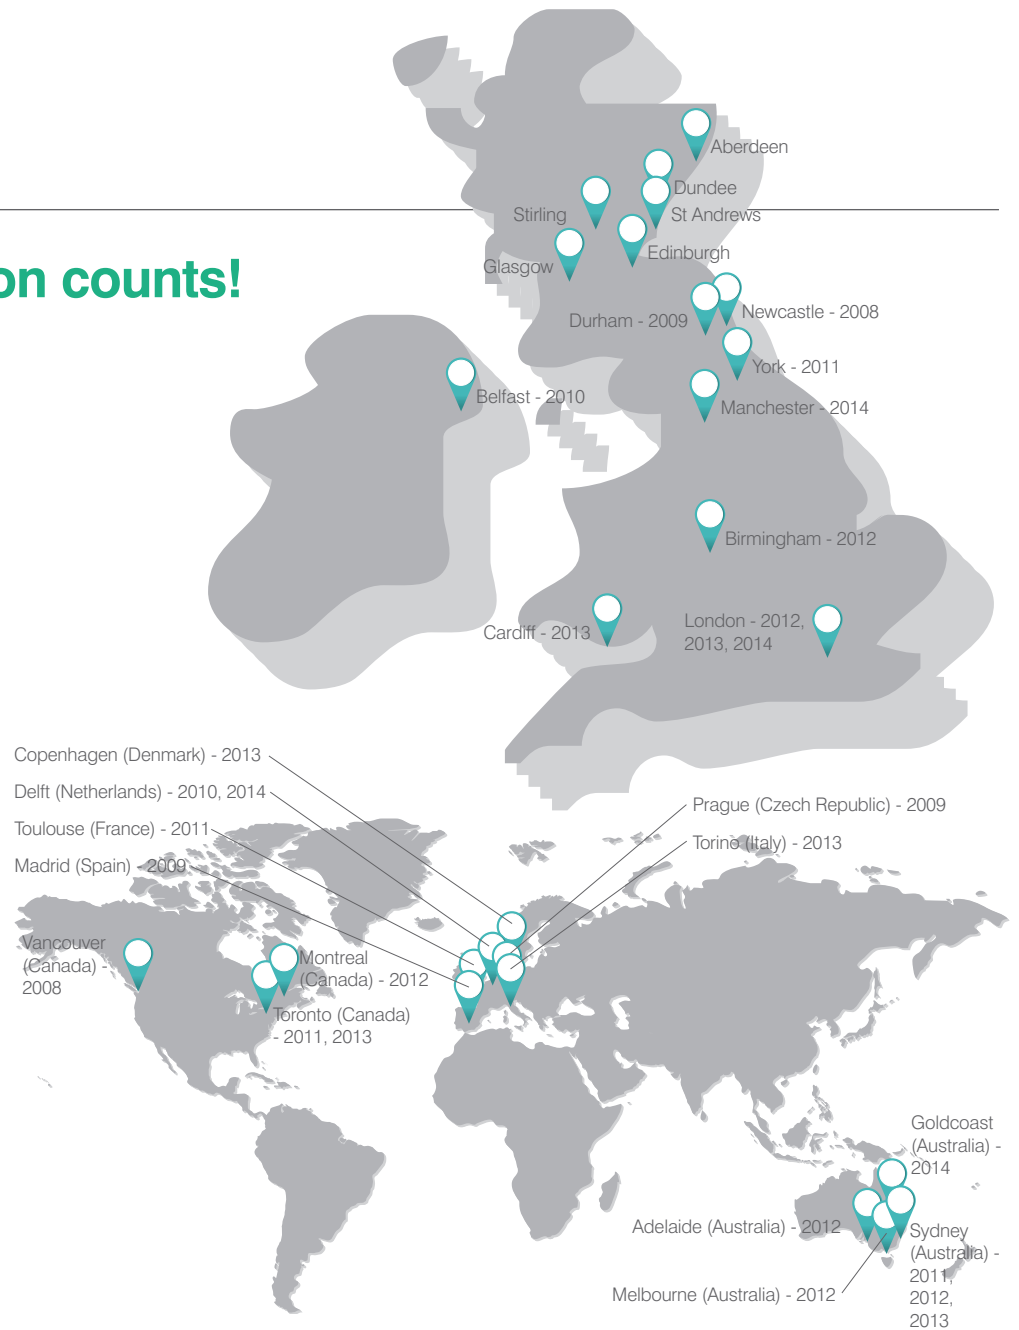 Aberdeen
Dundee
Stirling
St Andrews
Edinburgh
Glasgow
on counts!
Newcastle - 2008
Durham - 2009
York - 2011
Belfast - 2010
Manchester - 2014
Birmingham - 2012
London - 2012,
2013, 2014
Cardiff - 2013
Copenhagen (Denmark) - 2013
Delft (Netherlands) - 2010, 2014
Toulouse (France) - 2011
Madrid (Spain) - 2009
Prague (Czech Republic) - 2009
Torino (Italy) - 2013
Vancouver
(Canada) -
2008
Montreal
(Canada) - 2012
Toronto (Canada)
- 2011, 2013
Goldcoast
(Australia) -
2014
Adelaide (Australia) - 2012
Sydney
(Australia) -
2011,
2012,
2013
Melbourne (Australia) - 2012